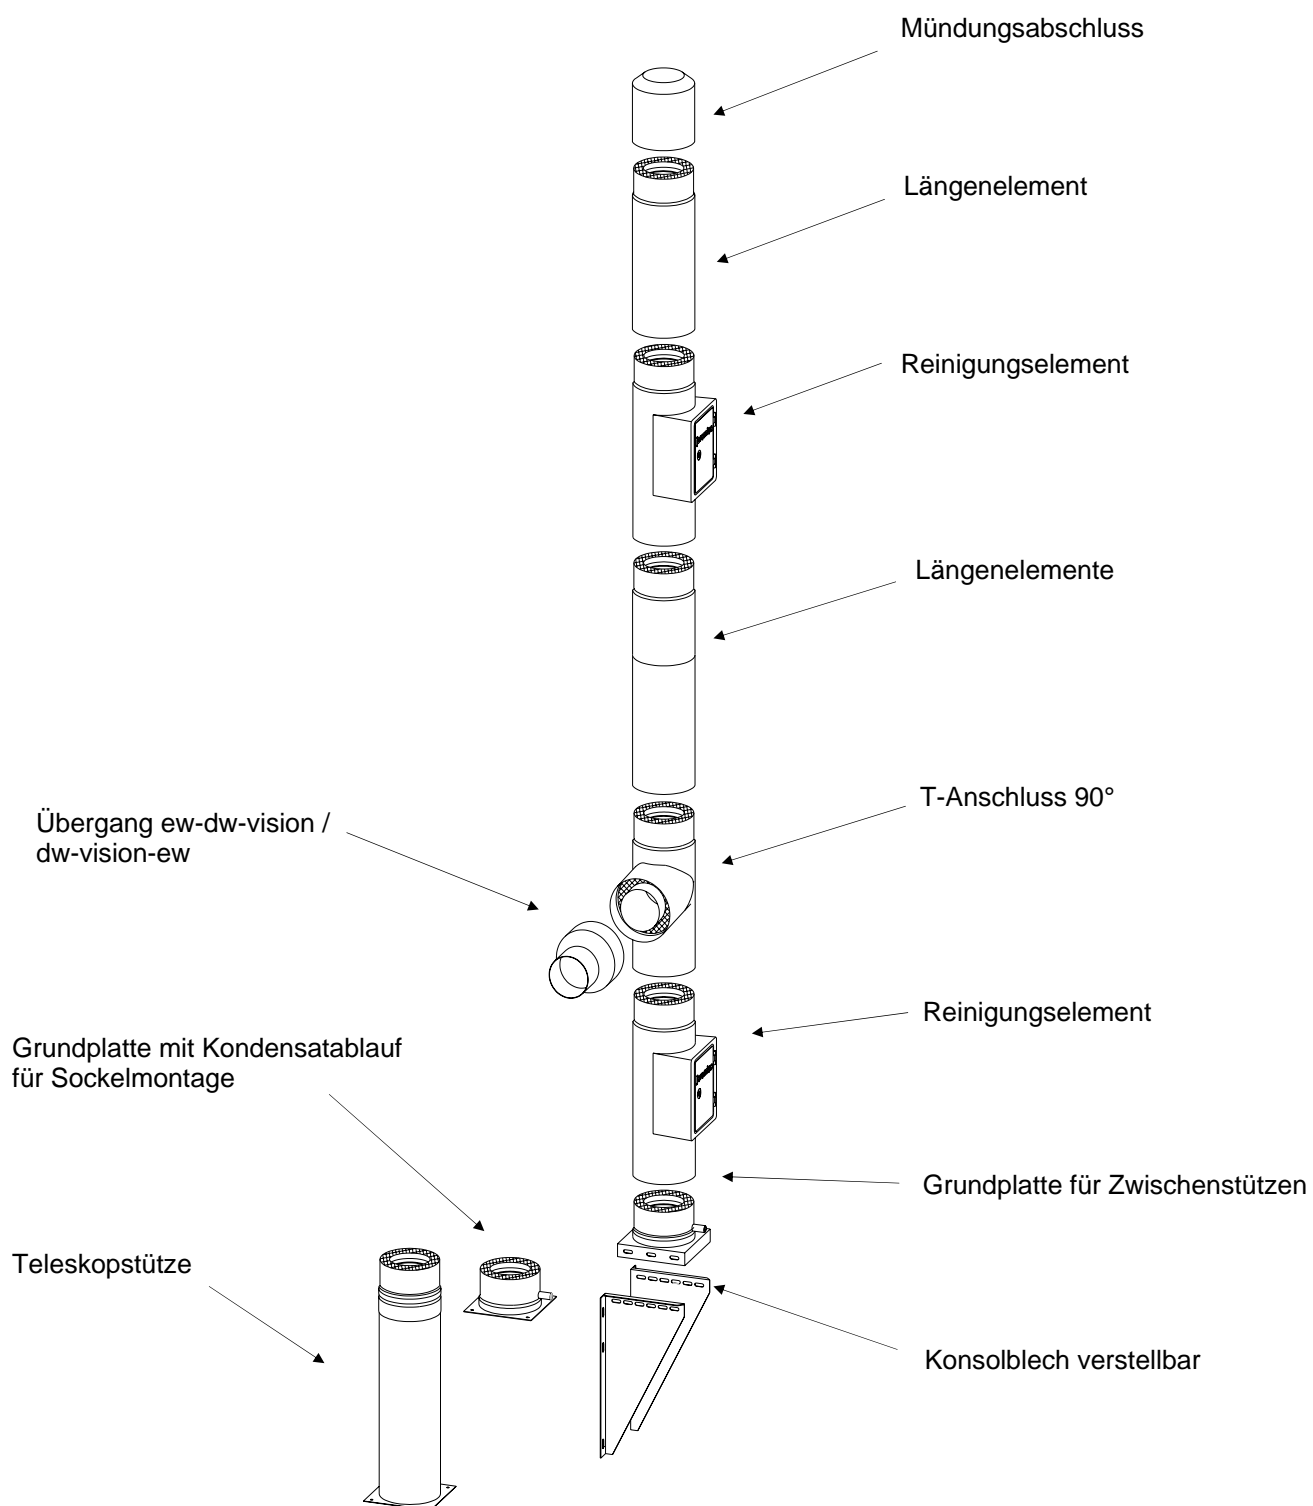 Mündungsabschluss
Längenelement
Reinigungselement
Längenelemente
T-Anschluss 90°
Übergang ew-dw-vision /
dw-vision-ew
Reinigungselement
Grundplatte mit Kondensatablauf
für Sockelmontage
Grundplatte für Zwischenstützen
Teleskopstütze
Konsolblech verstellbar